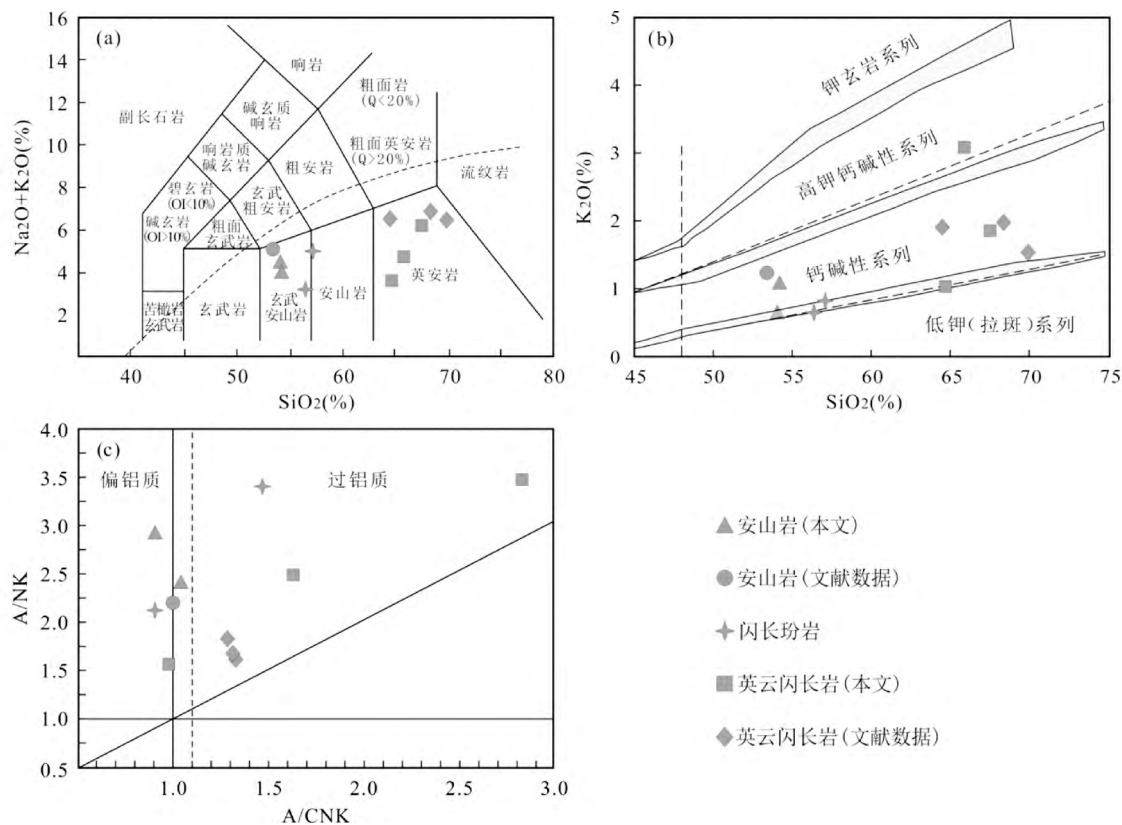 (a)
16
14
12
10
8
6
4
2
Na₂O+K₂O(%)
40
50
60
70
80
SiO₂(%)
响岩
粗面岩
(Q<20%)
副长石岩
碱玄质
响岩
响岩质
碱玄岩
粗安岩
粗面英安岩
(Q>20%)
流纹岩
碧玄岩
(Ol<10%)
玄武
粗安岩
碱玄岩
(Ol>10%)
粗面
玄武岩
苦橄岩
玄武岩
玄武岩
玄武
安山岩
安山岩
英安岩
(b)
5
4
3
2
1
0
K₂O(%)
45
50
55
60
65
70
75
SiO₂(%)
钾玄岩系列
高钾钙碱性系列
钙碱性系列
低钾(拉斑)系列
(c)
4.0
3.5
3.0
2.5
2.0
1.5
1.0
0.5
A/NK
1.0
1.5
2.0
2.5
3.0
A/CNK
偏铝质
过铝质
安山岩(本文)
安山岩(文献数据)
闪长玢岩
英云闪长岩(本文)
英云闪长岩(文献数据)